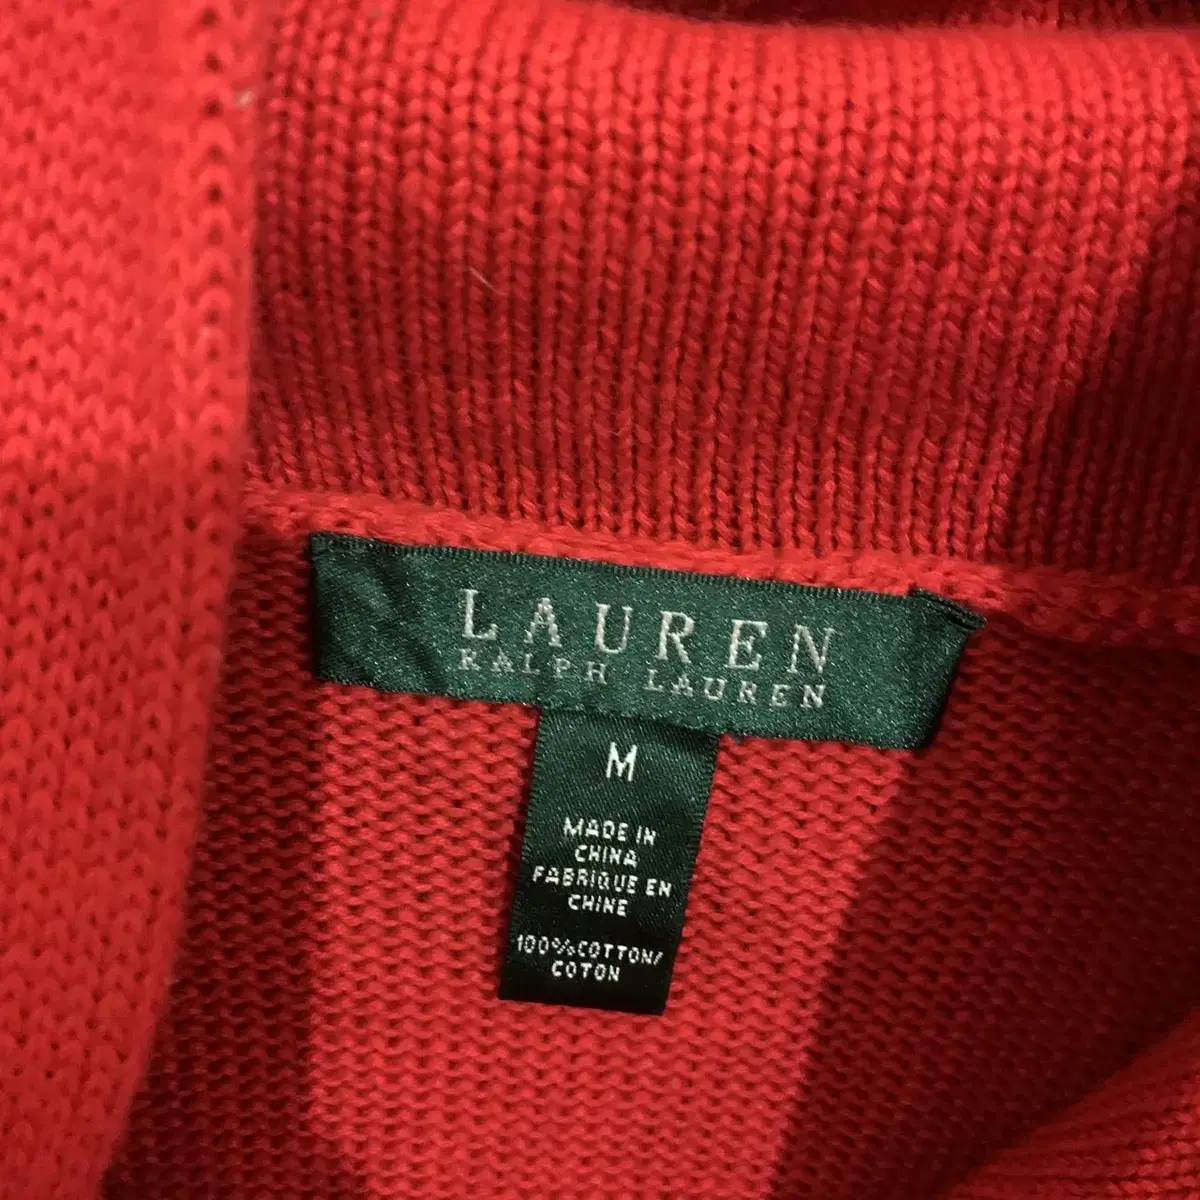 LAUREN
RALPH LAUREN
M
MADE IN
CHINA
FABRIQUE EN
CHINE
100%COTTON/
COTON